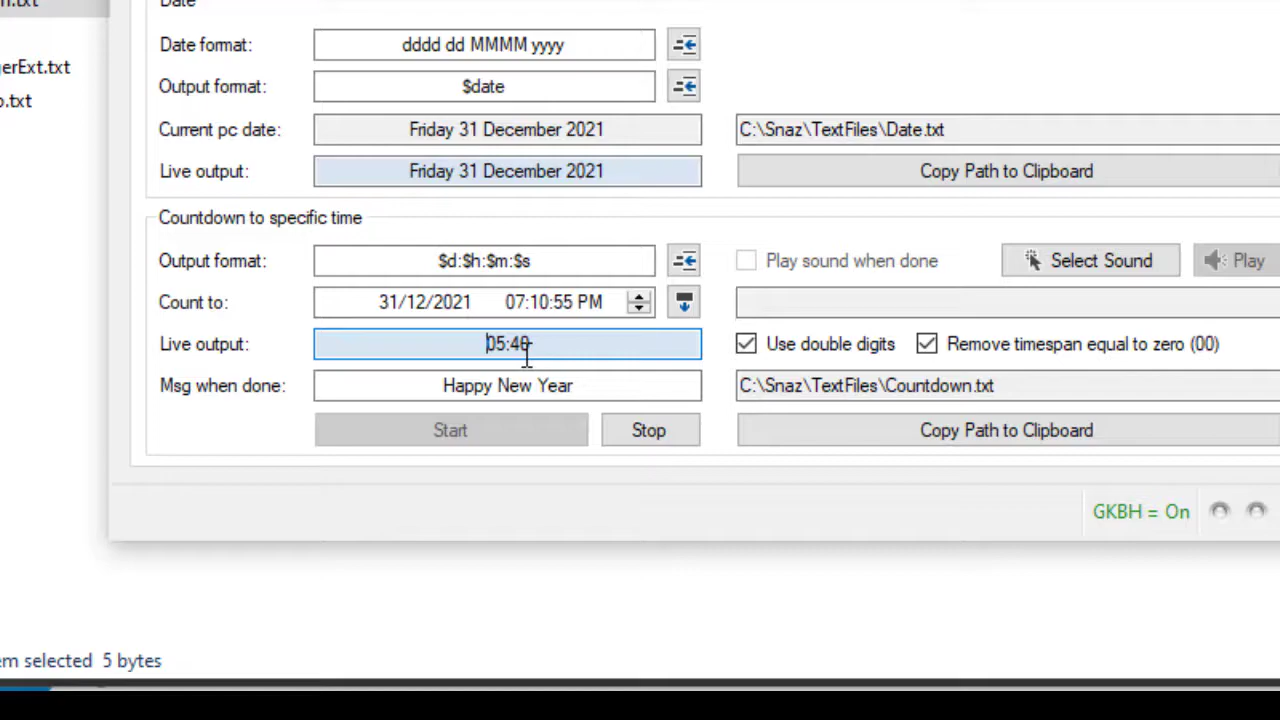 n.txt
Date
Date format: dddd dd MMMM yyyy
gerExt.txt
Output format: $date
o.txt
Current pc date: Friday 31 December 2021 C:\Snaz\TextFiles\Date.txt
Live output: Friday 31 December 2021 Copy Path to Clipboard
Countdown to specific time
Output format: $d:$h:$m:$s Play sound when done Select Sound Play
Count to: 31/12/2021 07:10:55 PM
Live output: 05:46 Use double digits Remove timespan equal to zero (00)
Msg when done: Happy New Year C:\Snaz\TextFiles\Countdown.txt
Start Stop Copy Path to Clipboard
GKBH = On
em selected 5 bytes